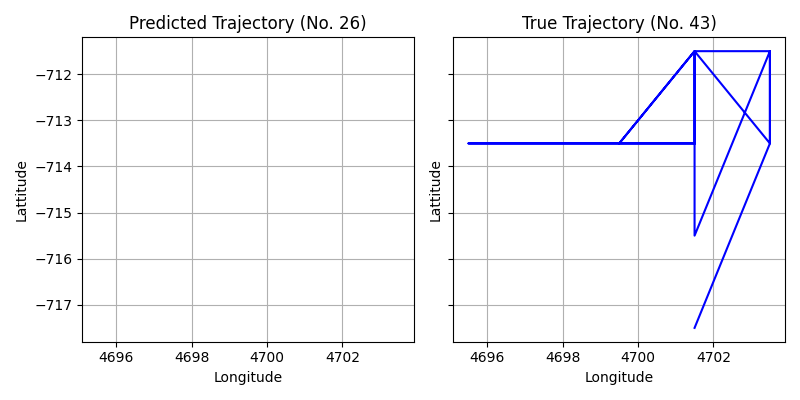 Predicted Trajectory (No. 26)
True Trajectory (No. 43)
Lattitude
−712
−713
−714
−715
−716
−717
4696
4698
4700
4702
Longitude
Lattitude
4696
4698
4700
4702
Longitude